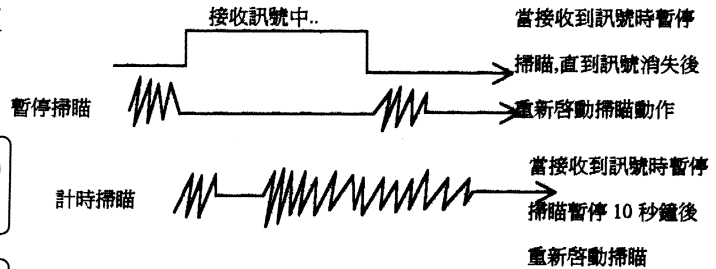 接收訊號中..
當接收到訊號時暫停
掃瞄,直到訊號消失後
重新啓動掃瞄動作
暫停掃瞄
當接收到訊號時暫停
掃瞄暫停 10 秒鐘後
重新啓動掃瞄
計時掃瞄